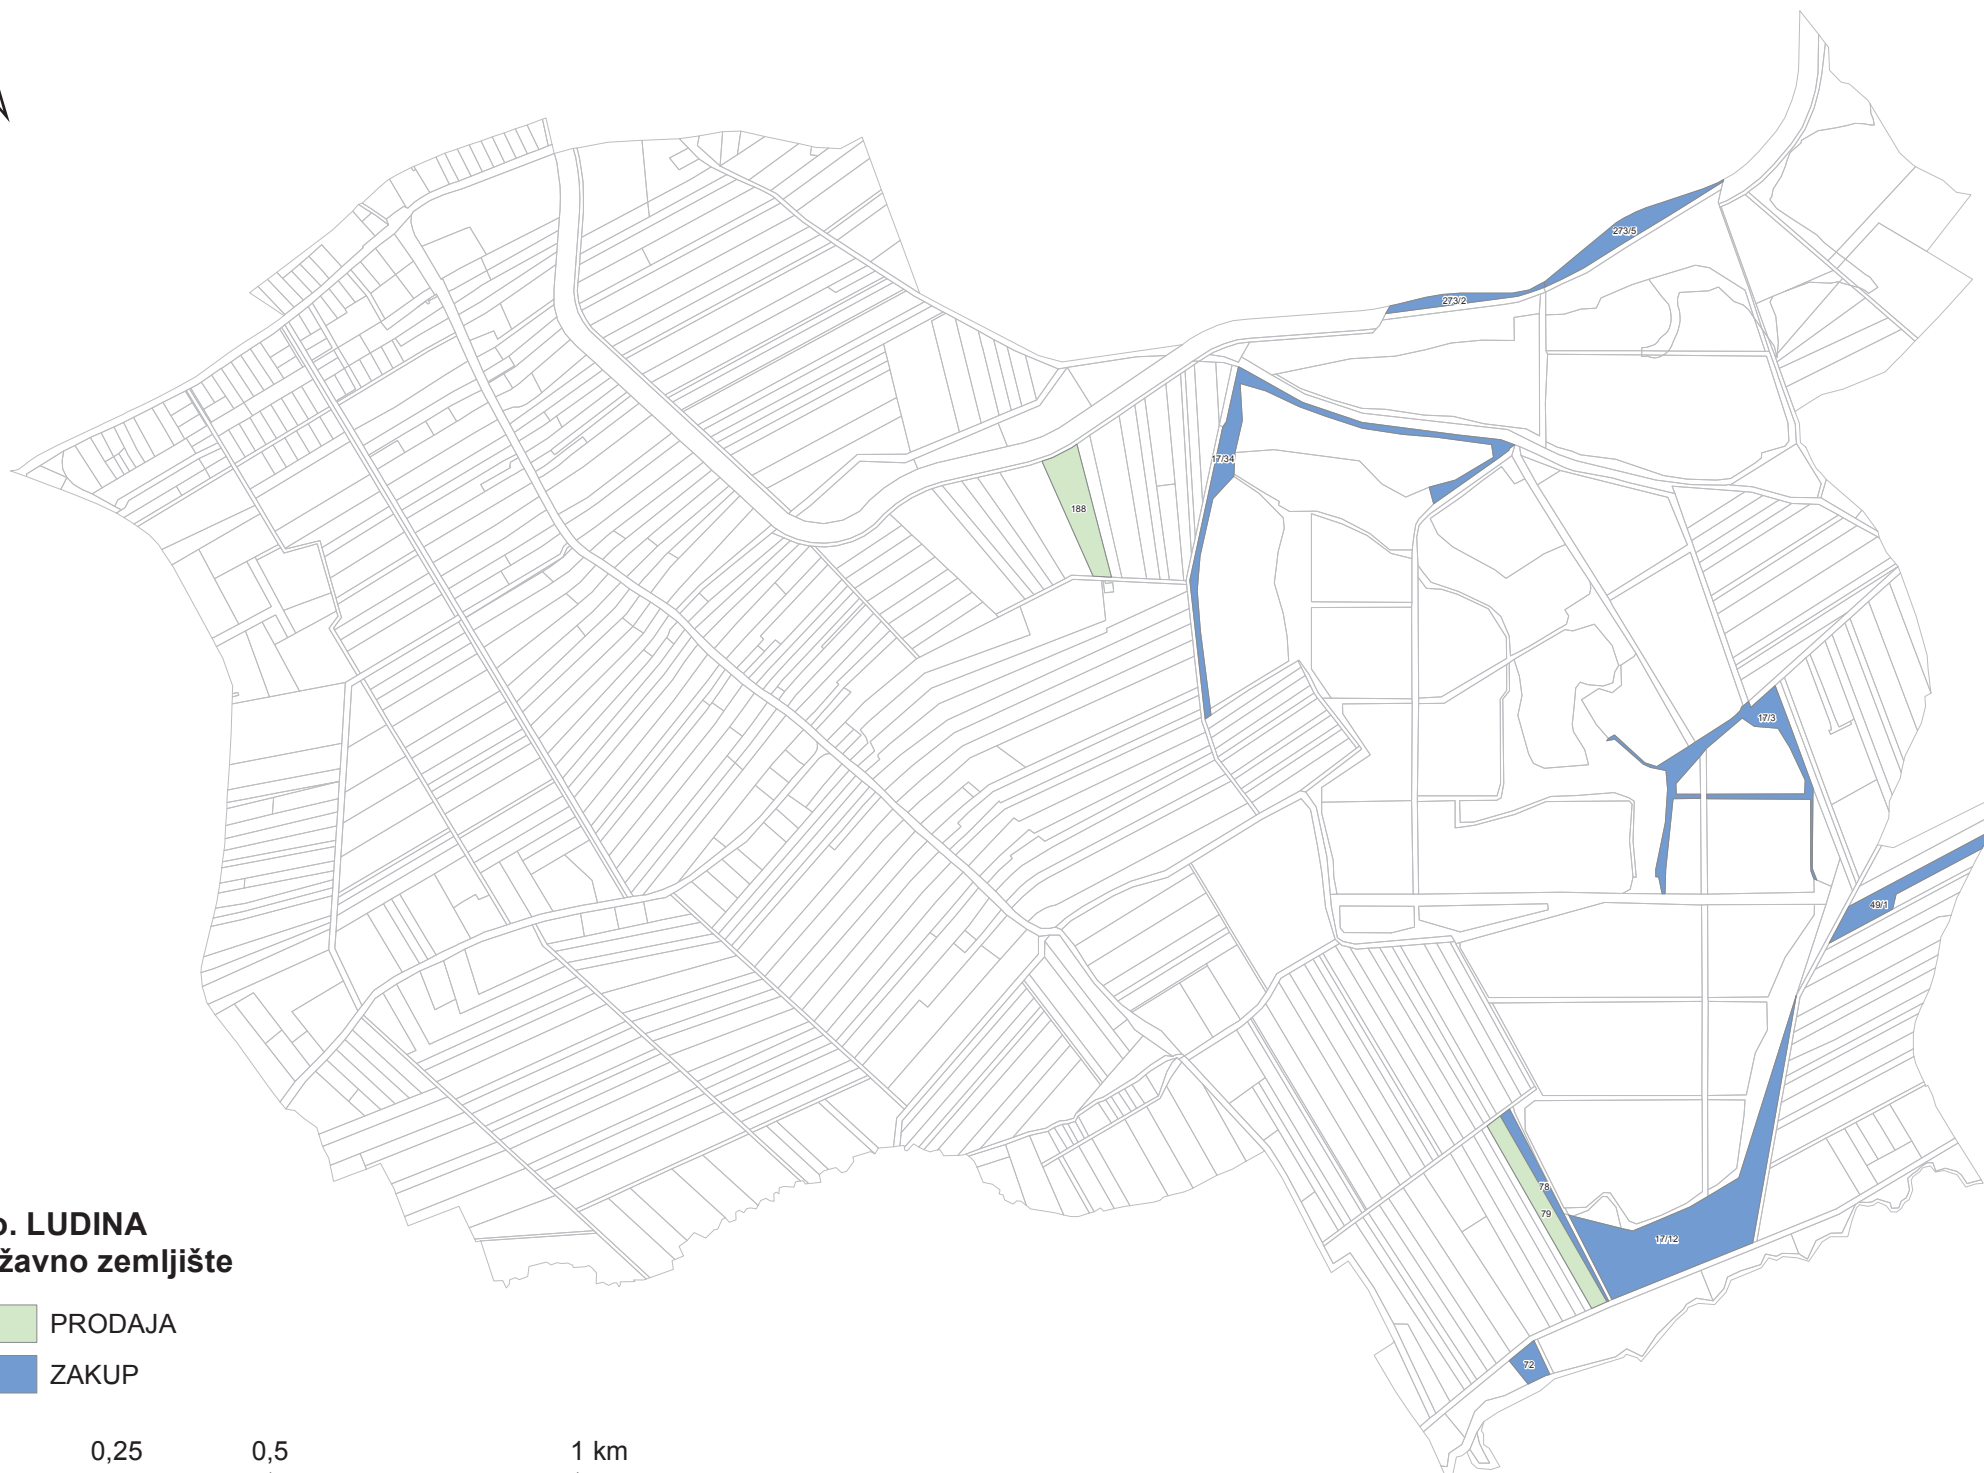 273/5
273/2
17/34
188
17/3
49/1
78
79
17/12
72
o. LUDINA
žavno zemljište
PRODAJA
ZAKUP
0,25 0,5 1 km